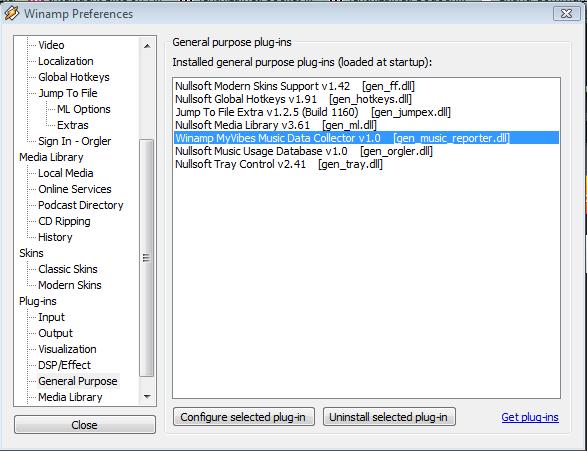 Winamp Preferences
Video
Localization
Global Hotkeys
Jump To File
ML Options
Extras
Sign In - Orgler
Media Library
Local Media
Online Services
Podcast Directory
CD Ripping
History
Skins
Classic Skins
Modern Skins
Plug-ins
Input
Output
Visualization
DSP/Effect
General Purpose
Media Library
Close
General purpose plug-ins
Installed general purpose plug-ins (loaded at startup):
Nullsoft Modern Skins Support v1.42 [gen_ff.dll]
Nullsoft Global Hotkeys v1.91 [gen_hotkeys.dll]
Jump To File Extra v1.2.5 (Build 1160) [gen_jumpex.dll]
Nullsoft Media Library v3.61 [gen_ml.dll]
Winamp MyVibes Music Data Collector v1.0 [gen_music_reporter.dll]
Nullsoft Music Usage Database v1.0 [gen_orgler.dll]
Nullsoft Tray Control v2.41 [gen_tray.dll]
Configure selected plug-in
Uninstall selected plug-in
Get plug-ins